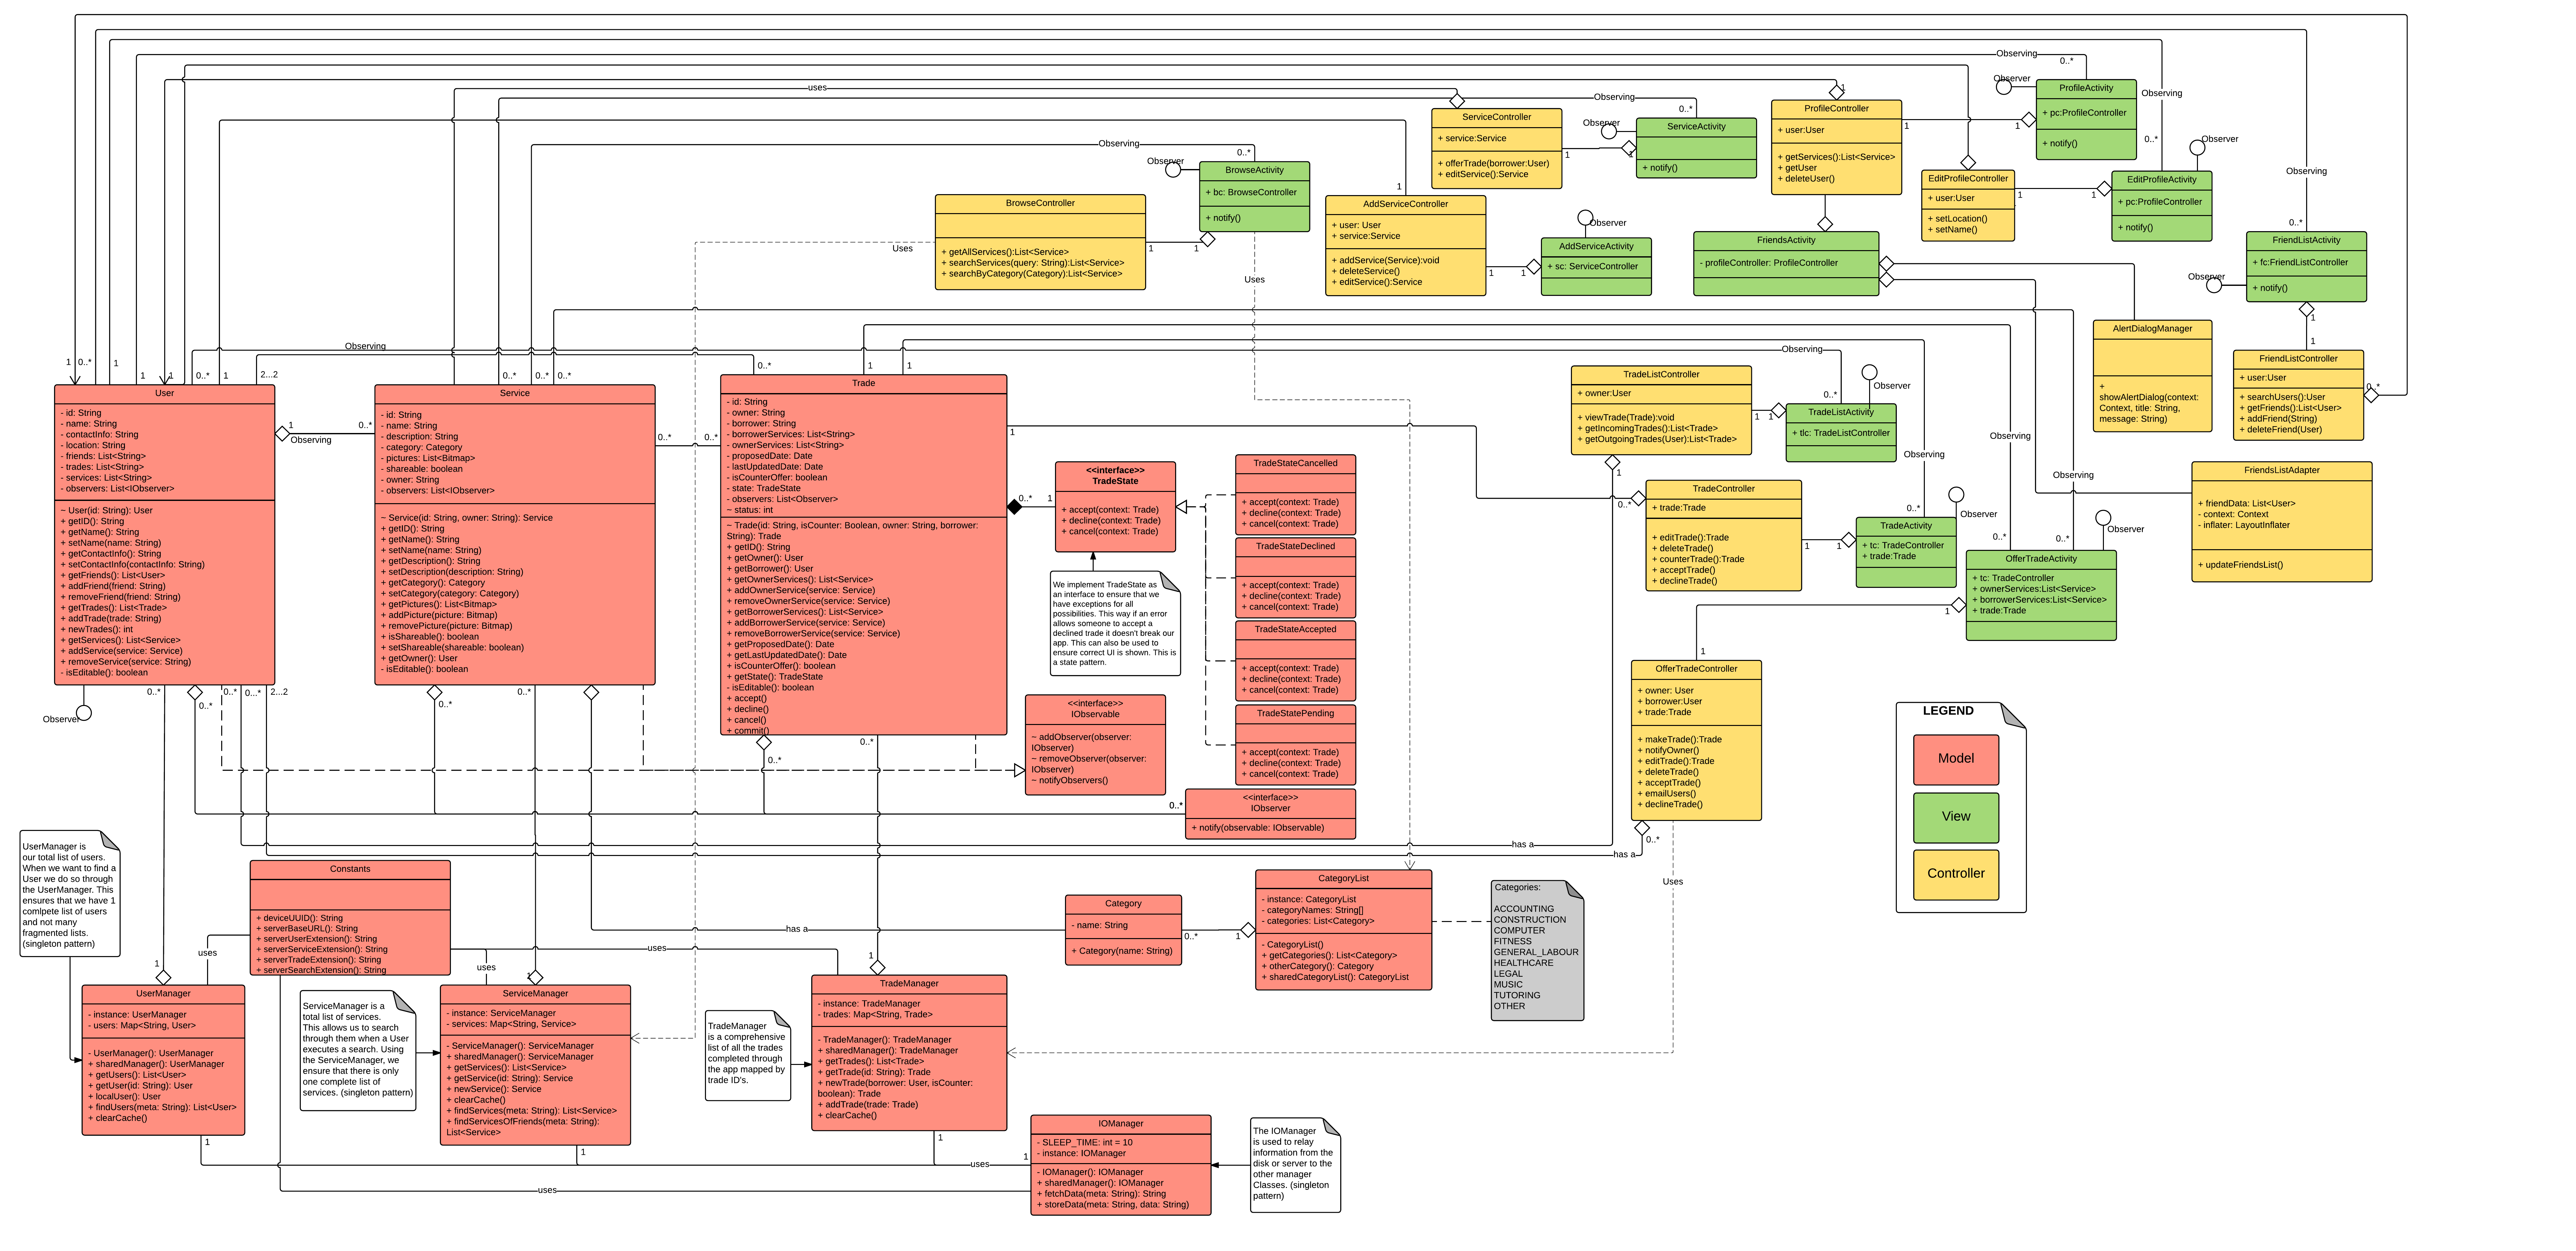 Observing
0..*
Observer
ProfileActivity
+ pc:ProfileController
+ notify()
Observing
0..*
uses
Observing
0..*
ServiceController
+ service:Service
+ offerTrade(borrower:User)
+ editService():Service
1
1
Observer
ServiceActivity
+ notify()
1
ProfileController
+ user:User
+ getServices():List<Service>
+ getUser
+ deleteUser()
1
1
Observer
EditProfileController
+ user:User
+ setLocation()
+ setName()
1
1
EditProfileActivity
+ pc:ProfileController
+ notify()
Observing
0..*
Observing
0..*
Observer
BrowseActivity
+ bc: BrowseController
+ notify()
BrowseController
+ getAllServices():List<Service>
+ searchServices(query: String):List<Service>
+ searchByCategory(Category):List<Service>
1
1
Uses
Uses
1
AddServiceController
+ user: User
+ service:Service
+ addService(Service):void
+ deleteService()
+ editService():Service
1
1
Observer
AddServiceActivity
+ sc: ServiceController
FriendsActivity
- profileController: ProfileController
FriendListActivity
+ fc:FriendListController
+ notify()
Observer
1
1
AlertDialogManager
+
showAlertDialog(context:
Context, title: String,
message: String)
FriendListController
+ user:User
+ searchUsers():User
+ getFriends():List<User>
+ addFriend(String)
+ deleteFriend(User)
0..*
FriendsListAdapter
+ friendData: List<User>
- context: Context
- inflater: LayoutInflater
+ updateFriendsList()
1
0..*
1
1
1
0..*
1
2...2
Observing
0..*
0..*
0..*
0..*
1
1
Observing
0..*
User
- id: String
- name: String
- contactInfo: String
- location: String
- friends: List<String>
- trades: List<String>
- services: List<String>
- observers: List<IObserver>
~ User(id: String): User
+ getID(): String
+ getName(): String
+ setName(name: String)
+ getContactInfo(): String
+ setContactInfo(contactInfo: String)
+ getFriends(): List<User>
+ addFriend(friend: String)
+ removeFriend(friend: String)
+ getTrades(): List<Trade>
+ addTrade(trade: String)
+ newTrades(): int
+ getServices(): List<Service>
+ addService(service: Service)
+ removeService(service: String)
- isEditable(): boolean
1
Observing
0..*
Service
- id: String
- name: String
- description: String
- category: Category
- pictures: List<Bitmap>
- shareable: boolean
- owner: String
- observers: List<IObserver>
~ Service(id: String, owner: String): Service
+ getID(): String
+ getName(): String
+ setName(name: String)
+ getDescription(): String
+ setDescription(description: String)
+ getCategory(): Category
+ setCategory(category: Category)
+ getPictures(): List<Bitmap>
+ addPicture(picture: Bitmap)
+ removePicture(picture: Bitmap)
+ isShareable(): boolean
+ setShareable(shareable: boolean)
+ getOwner(): User
- isEditable(): boolean
0..*
0..*
Trade
- id: String
- owner: String
- borrower: String
- borrowerServices: List<String>
- ownerServices: List<String>
- proposedDate: Date
- lastUpdatedDate: Date
- isCounterOffer: boolean
- state: TradeState
- observers: List<Observer>
~ status: int
~ Trade(id: String, isCounter: Boolean, owner: String, borrower:
String): Trade
+ getID(): String
+ getOwner(): User
+ getBorrower(): User
+ getOwnerServices(): List<Service>
+ addOwnerService(service: Service)
+ removeOwnerService(service: Service)
+ getBorrowerServices(): List<Service>
+ addBorrowerService(service: Service)
+ removeBorrowerService(service: Service)
+ getProposedDate(): Date
+ getLastUpdatedDate(): Date
+ isCounterOffer(): boolean
+ getState(): TradeState
- isEditable(): boolean
+ accept()
+ decline()
+ cancel()
+ commit()
1
0..*
1
<<interface>>
TradeState
+ accept(context: Trade)
+ decline(context: Trade)
+ cancel(context: Trade)
We implement TradeState as
an interface to ensure that we
have exceptions for all
possibilities. This way if an error
allows someone to accept a
declined trade it doesn't break our
app. This can also be used to
ensure correct UI is shown. This is
a state pattern.
TradeStateCancelled
+ accept(context: Trade)
+ decline(context: Trade)
+ cancel(context: Trade)
TradeStateDeclined
+ accept(context: Trade)
+ decline(context: Trade)
+ cancel(context: Trade)
TradeStateAccepted
+ accept(context: Trade)
+ decline(context: Trade)
+ cancel(context: Trade)
TradeStatePending
+ accept(context: Trade)
+ decline(context: Trade)
+ cancel(context: Trade)
<<interface>>
IObservable
~ addObserver(observer:
IObserver)
~ removeObserver(observer:
IObserver)
~ notifyObservers()
0..*
<<interface>>
IObserver
+ notify(observable: IObservable)
TradeListController
+ owner:User
+ viewTrade(Trade):void
+ getIncomingTrades():List<Trade>
+ getOutgoingTrades(User):List<Trade>
1
1
1
Observer
TradeListActivity
+ tlc: TradeListController
Observing
0..*
0..*
TradeController
+ trade:Trade
+ editTrade():Trade
+ deleteTrade()
+ counterTrade():Trade
+ acceptTrade()
+ declineTrade()
1
1
Observer
TradeActivity
+ tc: TradeController
+ trade:Trade
Observing
0..*
Observing
0..*
Observer
OfferTradeActivity
+ tc: TradeController
+ ownerServices:List<Service>
+ borrowerServices:List<Service>
+ trade:Trade
1
1
OfferTradeController
+ owner: User
+ borrower:User
+ trade:Trade
+ makeTrade():Trade
+ notifyOwner()
+ editTrade():Trade
+ deleteTrade()
+ acceptTrade()
+ emailUsers()
+ declineTrade()
0..*
has a
has a
Uses
LEGEND
Model
View
Controller
Observer
0..*
0..*
0..*
0...*
2...2
0..*
0..*
0..*
0..*
UserManager is
our total list of users.
When we want to find a
User we do so through
the UserManager. This
ensures that we have 1
comlpete list of users
and not many
fragmented lists.
(singleton pattern)
Constants
+ deviceUUID(): String
+ serverBaseURL(): String
+ serverUserExtension(): String
+ serverServiceExtension(): String
+ serverTradeExtension(): String
+ serverSearchExtension(): String
uses
uses
uses
has a
Category
- name: String
+ Category(name: String)
0..*
1
CategoryList
- instance: CategoryList
- categoryNames: String[]
- categories: List<Category>
- CategoryList()
+ getCategories(): List<Category>
+ otherCategory(): Category
+ sharedCategoryList(): CategoryList
Categories:
ACCOUNTING
CONSTRUCTION
COMPUTER
FITNESS
GENERAL_LABOUR
HEALTHCARE
LEGAL
MUSIC
TUTORING
OTHER
1
UserManager
- instance: UserManager
- users: Map<String, User>
- UserManager(): UserManager
+ sharedManager(): UserManager
+ getUsers(): List<User>
+ getUser(id: String): User
+ localUser(): User
+ findUsers(meta: String): List<User>
+ clearCache()
1
ServiceManager is a
total list of services.
This allows us to search
through them when a User
executes a search. Using
the ServiceManager, we
ensure that there is only
one complete list of
services. (singleton pattern)
1
ServiceManager
- instance: ServiceManager
- services: Map<String, Service>
- ServiceManager(): ServiceManager
+ sharedManager(): ServiceManager
+ getServices(): List<Service>
+ getService(id: String): Service
+ newService(): Service
+ clearCache()
+ findServices(meta: String): List<Service>
+ findServicesOfFriends(meta: String):
List<Service>
1
TradeManager
is a comprehensive
list of all the trades
completed through
the app mapped by
trade ID's.
1
TradeManager
- instance: TradeManager
- trades: Map<String, Trade>
- TradeManager(): TradeManager
+ sharedManager(): TradeManager
+ getTrades(): List<Trade>
+ getTrade(id: String): Trade
+ newTrade(borrower: User, isCounter:
boolean): Trade
+ addTrade(trade: Trade)
+ clearCache()
1
uses
1
uses
IOManager
- SLEEP_TIME: int = 10
- instance: IOManager
- IOManager(): IOManager
+ sharedManager(): IOManager
+ fetchData(meta: String): String
+ storeData(meta: String, data: String)
The IOManager
is used to relay
information from the
disk or server to the
other manager
Classes. (singleton
pattern)